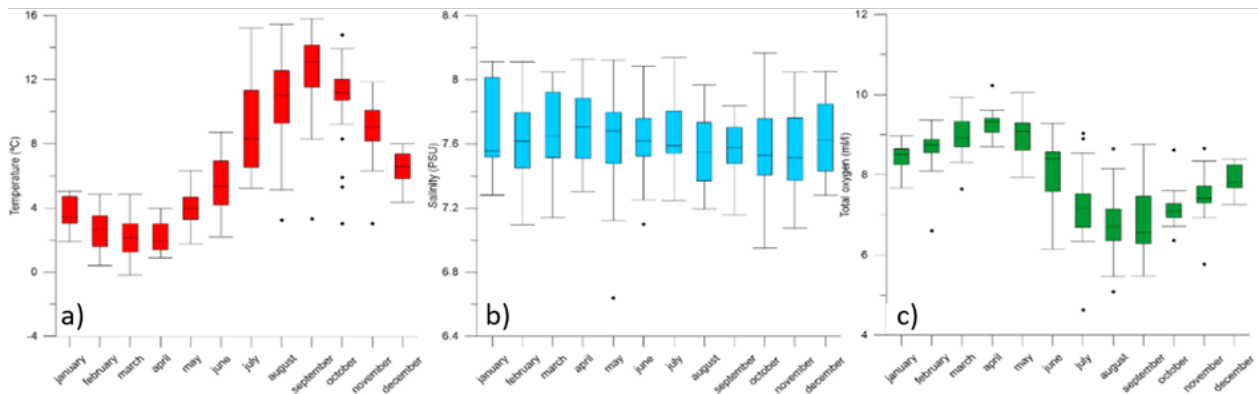 16
12
8
4
0
-4
Temperature (ºC)
a)
january
february
march
april
may
june
july
august
september
october
november
december
8.4
8
7.6
7.2
6.8
6.4
Salinity (PSU)
b)
January
february
March
April
may
june
july
august
september
October
November
December
12
10
8
6
4
Total oxygen (ml/l)
c)
January
February
March
April
May
June
July
August
September
October
November
December